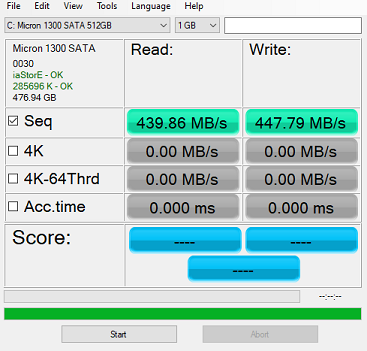 File Edit View Tools Language Help
C: Micron 1300 SATA 512GB 1 GB
Micron 1300 SATA Read: Write:
0030
iaStorE - OK
285696 K - OK
476.94 GB
Seq 439.86 MB/s 447.79 MB/s
4K 0.00 MB/s 0.00 MB/s
4K-64Thrd 0.00 MB/s 0.00 MB/s
Acc.time 0.000 ms 0.000 ms
Score: ---- ----
----
--:--:--
Start Abort